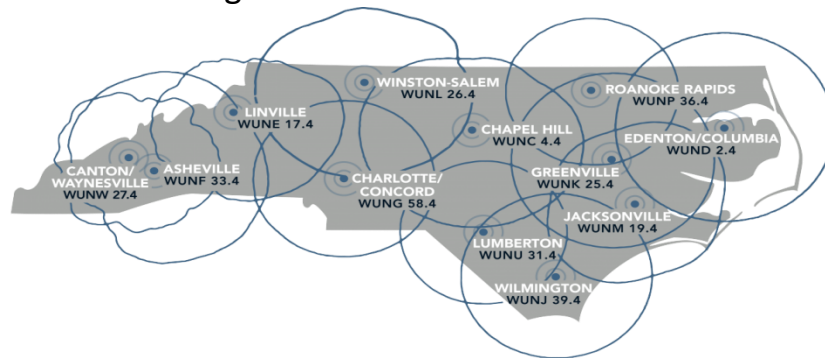 WINSTON-SALEM
WUNL 26.4
ROANOKE RAPIDS
WUNP 36.4
LINVILLE
WUNE 17.4
CHAPEL HILL
WUNC 4.4
EDENTON/COLUMBIA
WUND 2.4
CANTON/
WAYNESVILLE
WUNW 27.4
ASHEVILLE
WUNF 33.4
CHARLOTTE/
CONCORD
WUNG 58.4
GREENVILLE
WUNK 25.4
JACKSONVILLE
WUNM 19.4
LUMBERTON
WUNU 31.4
WILMINGTON
WUNJ 39.4